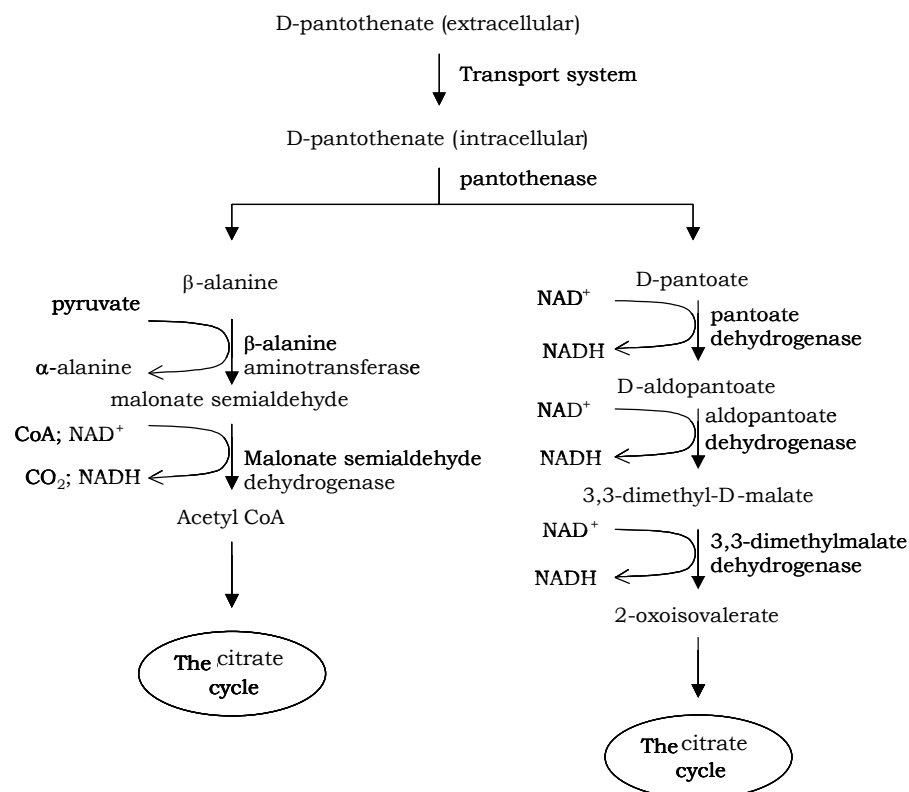 D-pantothenate (extracellular)
Transport system
D-pantothenate (intracellular)
pantothenase
β-alanine
pyruvate
β-alanine
aminotransferase
α-alanine
malonate semialdehyde
CoA; NAD⁺
Malonate semialdehyde
dehydrogenase
CO₂; NADH
Acetyl CoA
The citrate
cycle
D-pantoate
NAD⁺
pantoate
dehydrogenase
NADH
D-aldopantoate
NAD⁺
aldopantoate
dehydrogenase
NADH
3,3-dimethyl-D-malate
NAD⁺
3,3-dimethylmalate
dehydrogenase
NADH
2-oxoisovalerate
The citrate
cycle